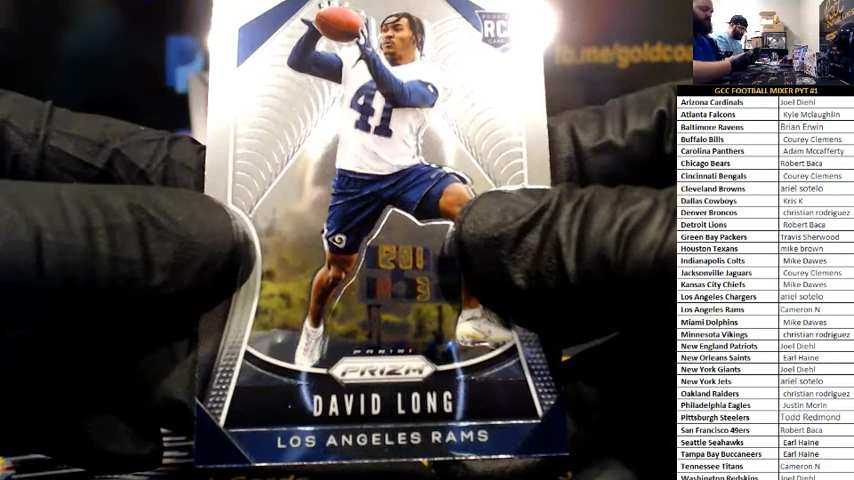 RC
fb.me/goldco
41
PANINI
PRIZM
DAVID LONG
LOS ANGELES RAMS
GCC FOOTBALL MIXER PYT #1
Arizona Cardinals Joel Diehl
Atlanta Falcons Kyle Mclaughlin
Baltimore Ravens Brian Erwin
Buffalo Bills Courey Clemens
Carolina Panthers Adam Mccafferty
Chicago Bears Robert Baca
Cincinnati Bengals Courey Clemens
Cleveland Browns ariel sotelo
Dallas Cowboys Kris K
Denver Broncos christian rodriguez
Detroit Lions Robert Baca
Green Bay Packers Travis Sherwood
Houston Texans mike brown
Indianapolis Colts Mike Dawes
Jacksonville Jaguars Courey Clemens
Kansas City Chiefs Mike Dawes
Los Angeles Chargers ariel sotelo
Los Angeles Rams Cameron N
Miami Dolphins Mike Dawes
Minnesota Vikings christian rodriguez
New England Patriots Joel Diehl
New Orleans Saints Earl Haine
New York Giants Joel Diehl
New York Jets ariel sotelo
Oakland Raiders christian rodriguez
Philadelphia Eagles Justin Morin
Pittsburgh Steelers Todd Redmond
San Francisco 49ers Robert Baca
Seattle Seahawks Earl Haine
Tampa Bay Buccaneers Earl Haine
Tennessee Titans Cameron N
Washington Redskins Joel Diehl